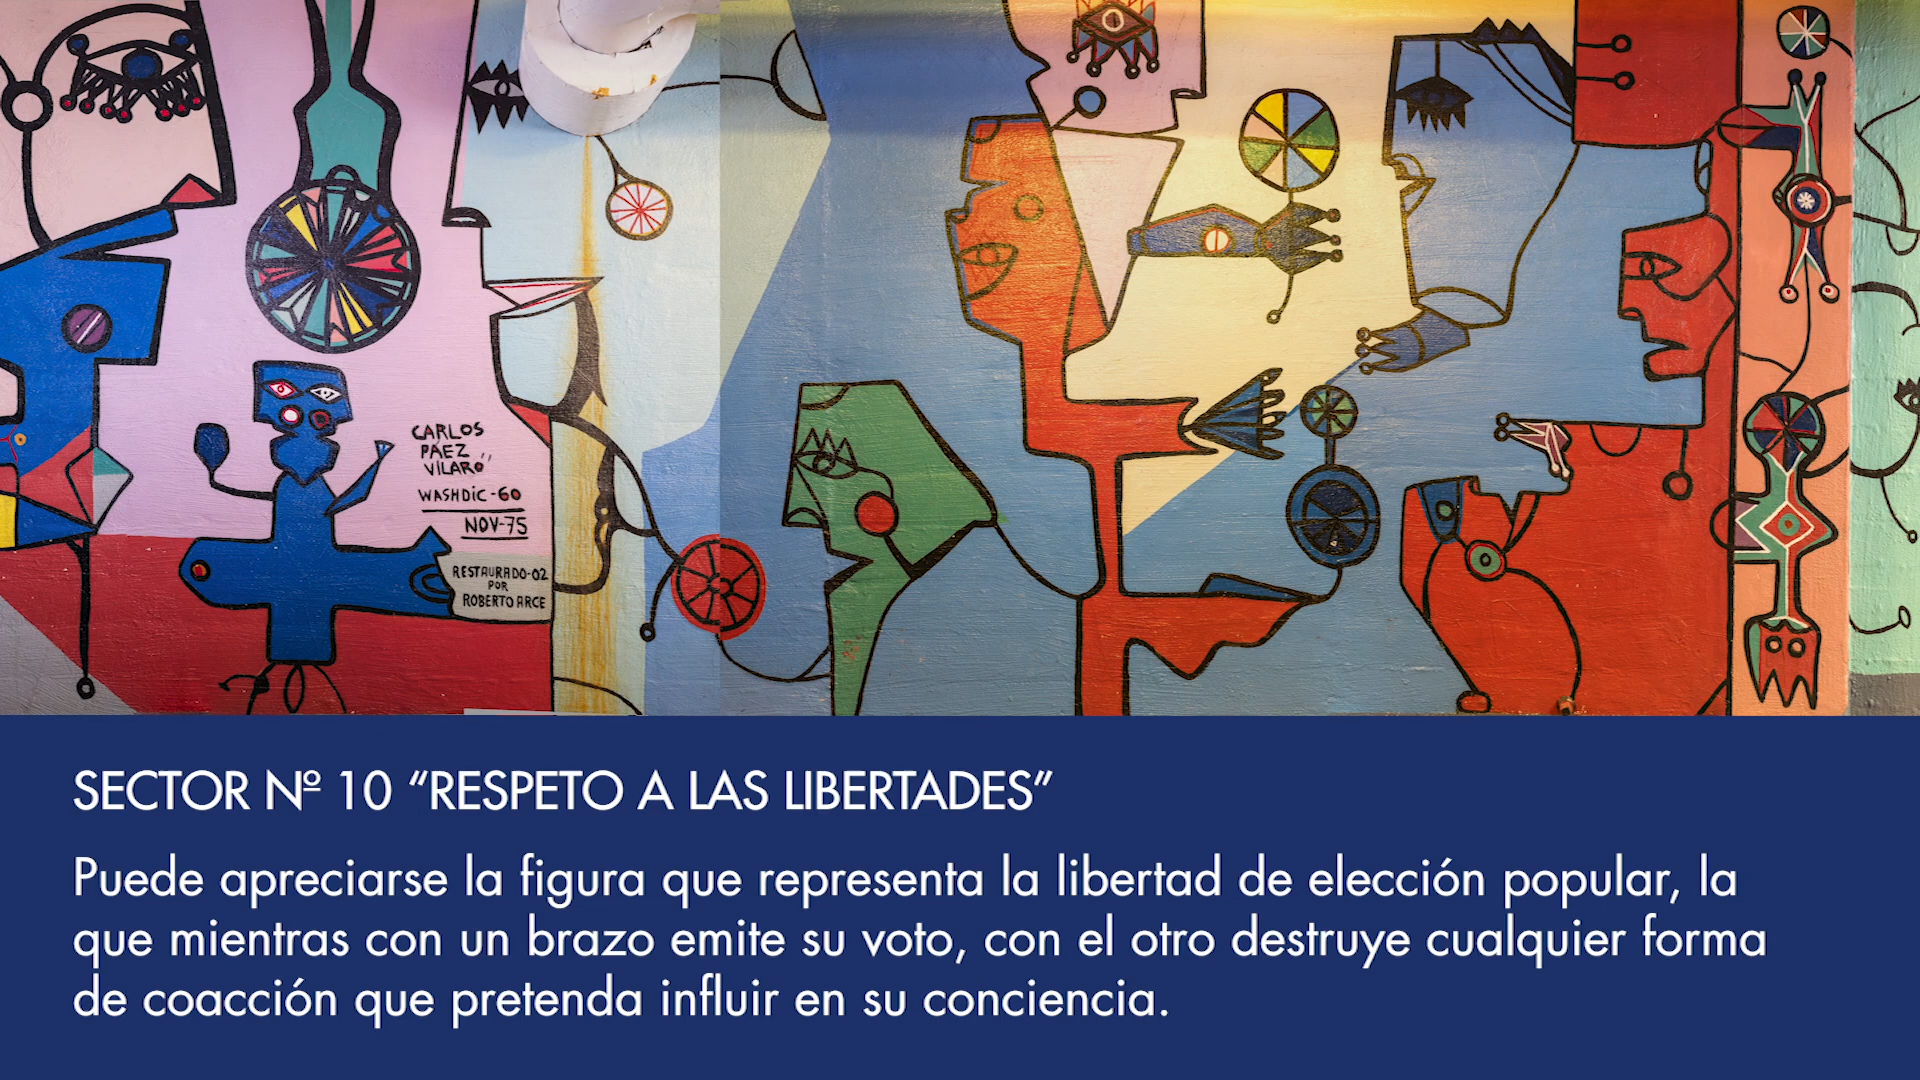 CARLOS
PÁEZ
VILARÓ
WASHDIC-60
NOV-75
RESTAURADO-02
POR
ROBERTO ARCE
SECTOR Nº 10 “RESPETO A LAS LIBERTADES”
Puede apreciarse la figura que representa la libertad de elección popular, la
que mientras con un brazo emite su voto, con el otro destruye cualquier forma
de coacción que pretenda influir en su conciencia.